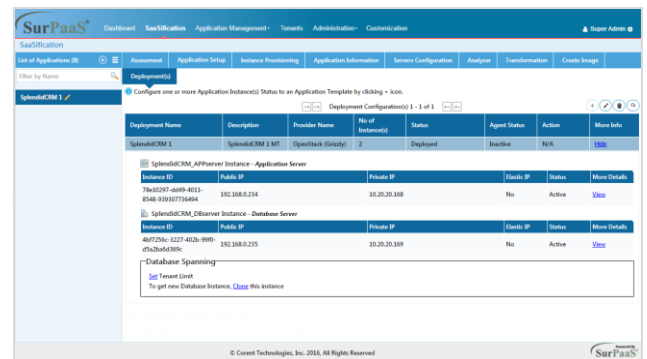 SurPaaS
Dashboard SaaSification Application Management Tenants Administration Customization Super Admin
SaaSification
List of Applications (8)
Assessment Application Setup Instance Provisioning Application Information Servers Configuration Analyzer Transformation Create Image
Filter by Name
Deployment(s)
SplendidCRM 1
Configure one or more Application Instance(s) Status to an Application Template by clicking + icon.
Deployment Configuration(s) 1 - 1 of 1
Deployment Name Description Provider Name No of Instance(s) Status Agent Status Action More Info
SplendidCRM 1 SplendidCRM 1 MT OpenStack (Grizzly) 2 Deployed Inactive N/A Hide
SplendidCRM_APPserver Instance - Application Server
Instance ID Public IP Private IP Elastic IP Status More Details
78e10297-dd49-4011-
8548-939307736494
192.168.0.234 10.20.20.168 No Active View
SplendidCRM_DBserver Instance - Database Server
Instance ID Public IP Private IP Elastic IP Status More Details
4bf7256c-3227-402b-99f0-
d5a2ba6d369c
192.168.0.235 10.20.20.169 No Active View
Database Spanning
Set Tenant Limit
To get new Database Instance, Clone this instance
© Corent Technologies, Inc. 2016, All Rights Reserved
Powered By
SurPaaS